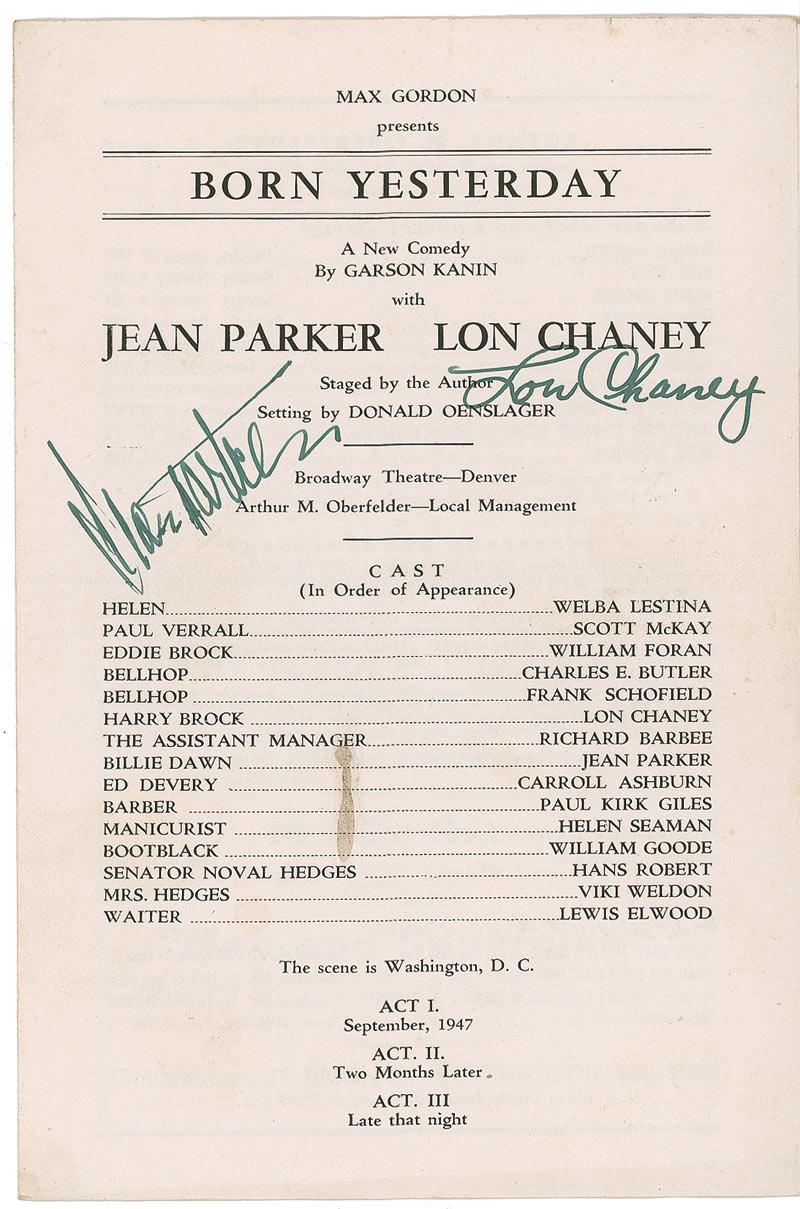 MAX GORDON
presents
BORN YESTERDAY
A New Comedy
By GARSON KANIN
with
JEAN PARKER LON CHANEY
Staged by the Author
Lon Chaney
Setting by DONALD OENSLAGER
Jean Parker
Broadway Theatre—Denver
Arthur M. Oberfelder—Local Management
CAST
(In Order of Appearance)
HELEN WELBA LESTINA
PAUL VERRALL SCOTT McKAY
EDDIE BROCK WILLIAM FORAN
BELLHOP CHARLES E. BUTLER
BELLHOP FRANK SCHOFIELD
HARRY BROCK LON CHANEY
THE ASSISTANT MANAGER RICHARD BARBEE
BILLIE DAWN JEAN PARKER
ED DEVERY CARROLL ASHBURN
BARBER PAUL KIRK GILES
MANICURIST HELEN SEAMAN
BOOTBLACK WILLIAM GOODE
SENATOR NOVAL HEDGES HANS ROBERT
MRS. HEDGES VIKI WELDON
WAITER LEWIS ELWOOD
The scene is Washington, D. C.
ACT I.
September, 1947
ACT. II.
Two Months Later.
ACT. III
Late that night